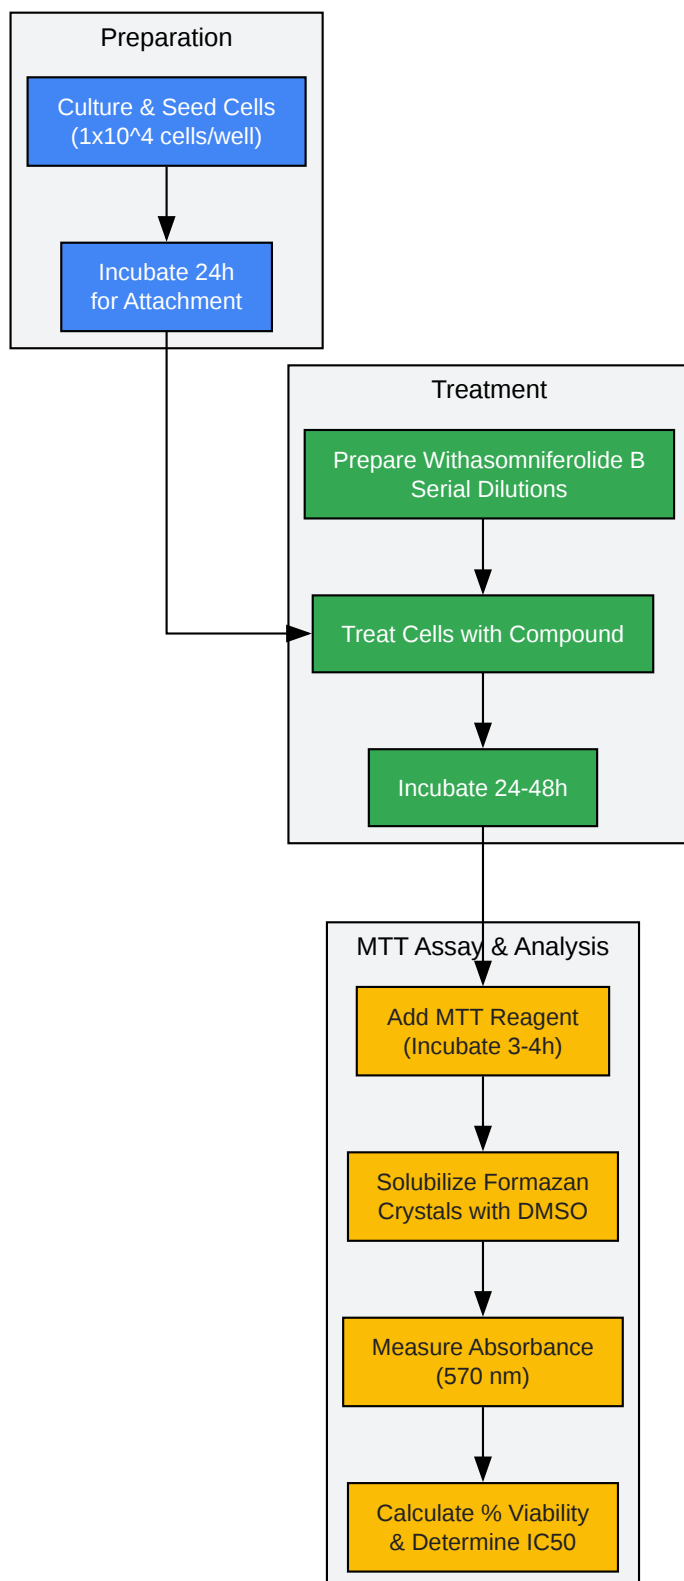 Preparation
Culture & Seed Cells
(1x10^4 cells/well)
Incubate 24h
for Attachment
Treatment
Prepare Withasomniferolide B
Serial Dilutions
Treat Cells with Compound
Incubate 24-48h
MTT Assay & Analysis
Add MTT Reagent
(Incubate 3-4h)
Solubilize Formazan
Crystals with DMSO
Measure Absorbance
(570 nm)
Calculate % Viability
& Determine IC50